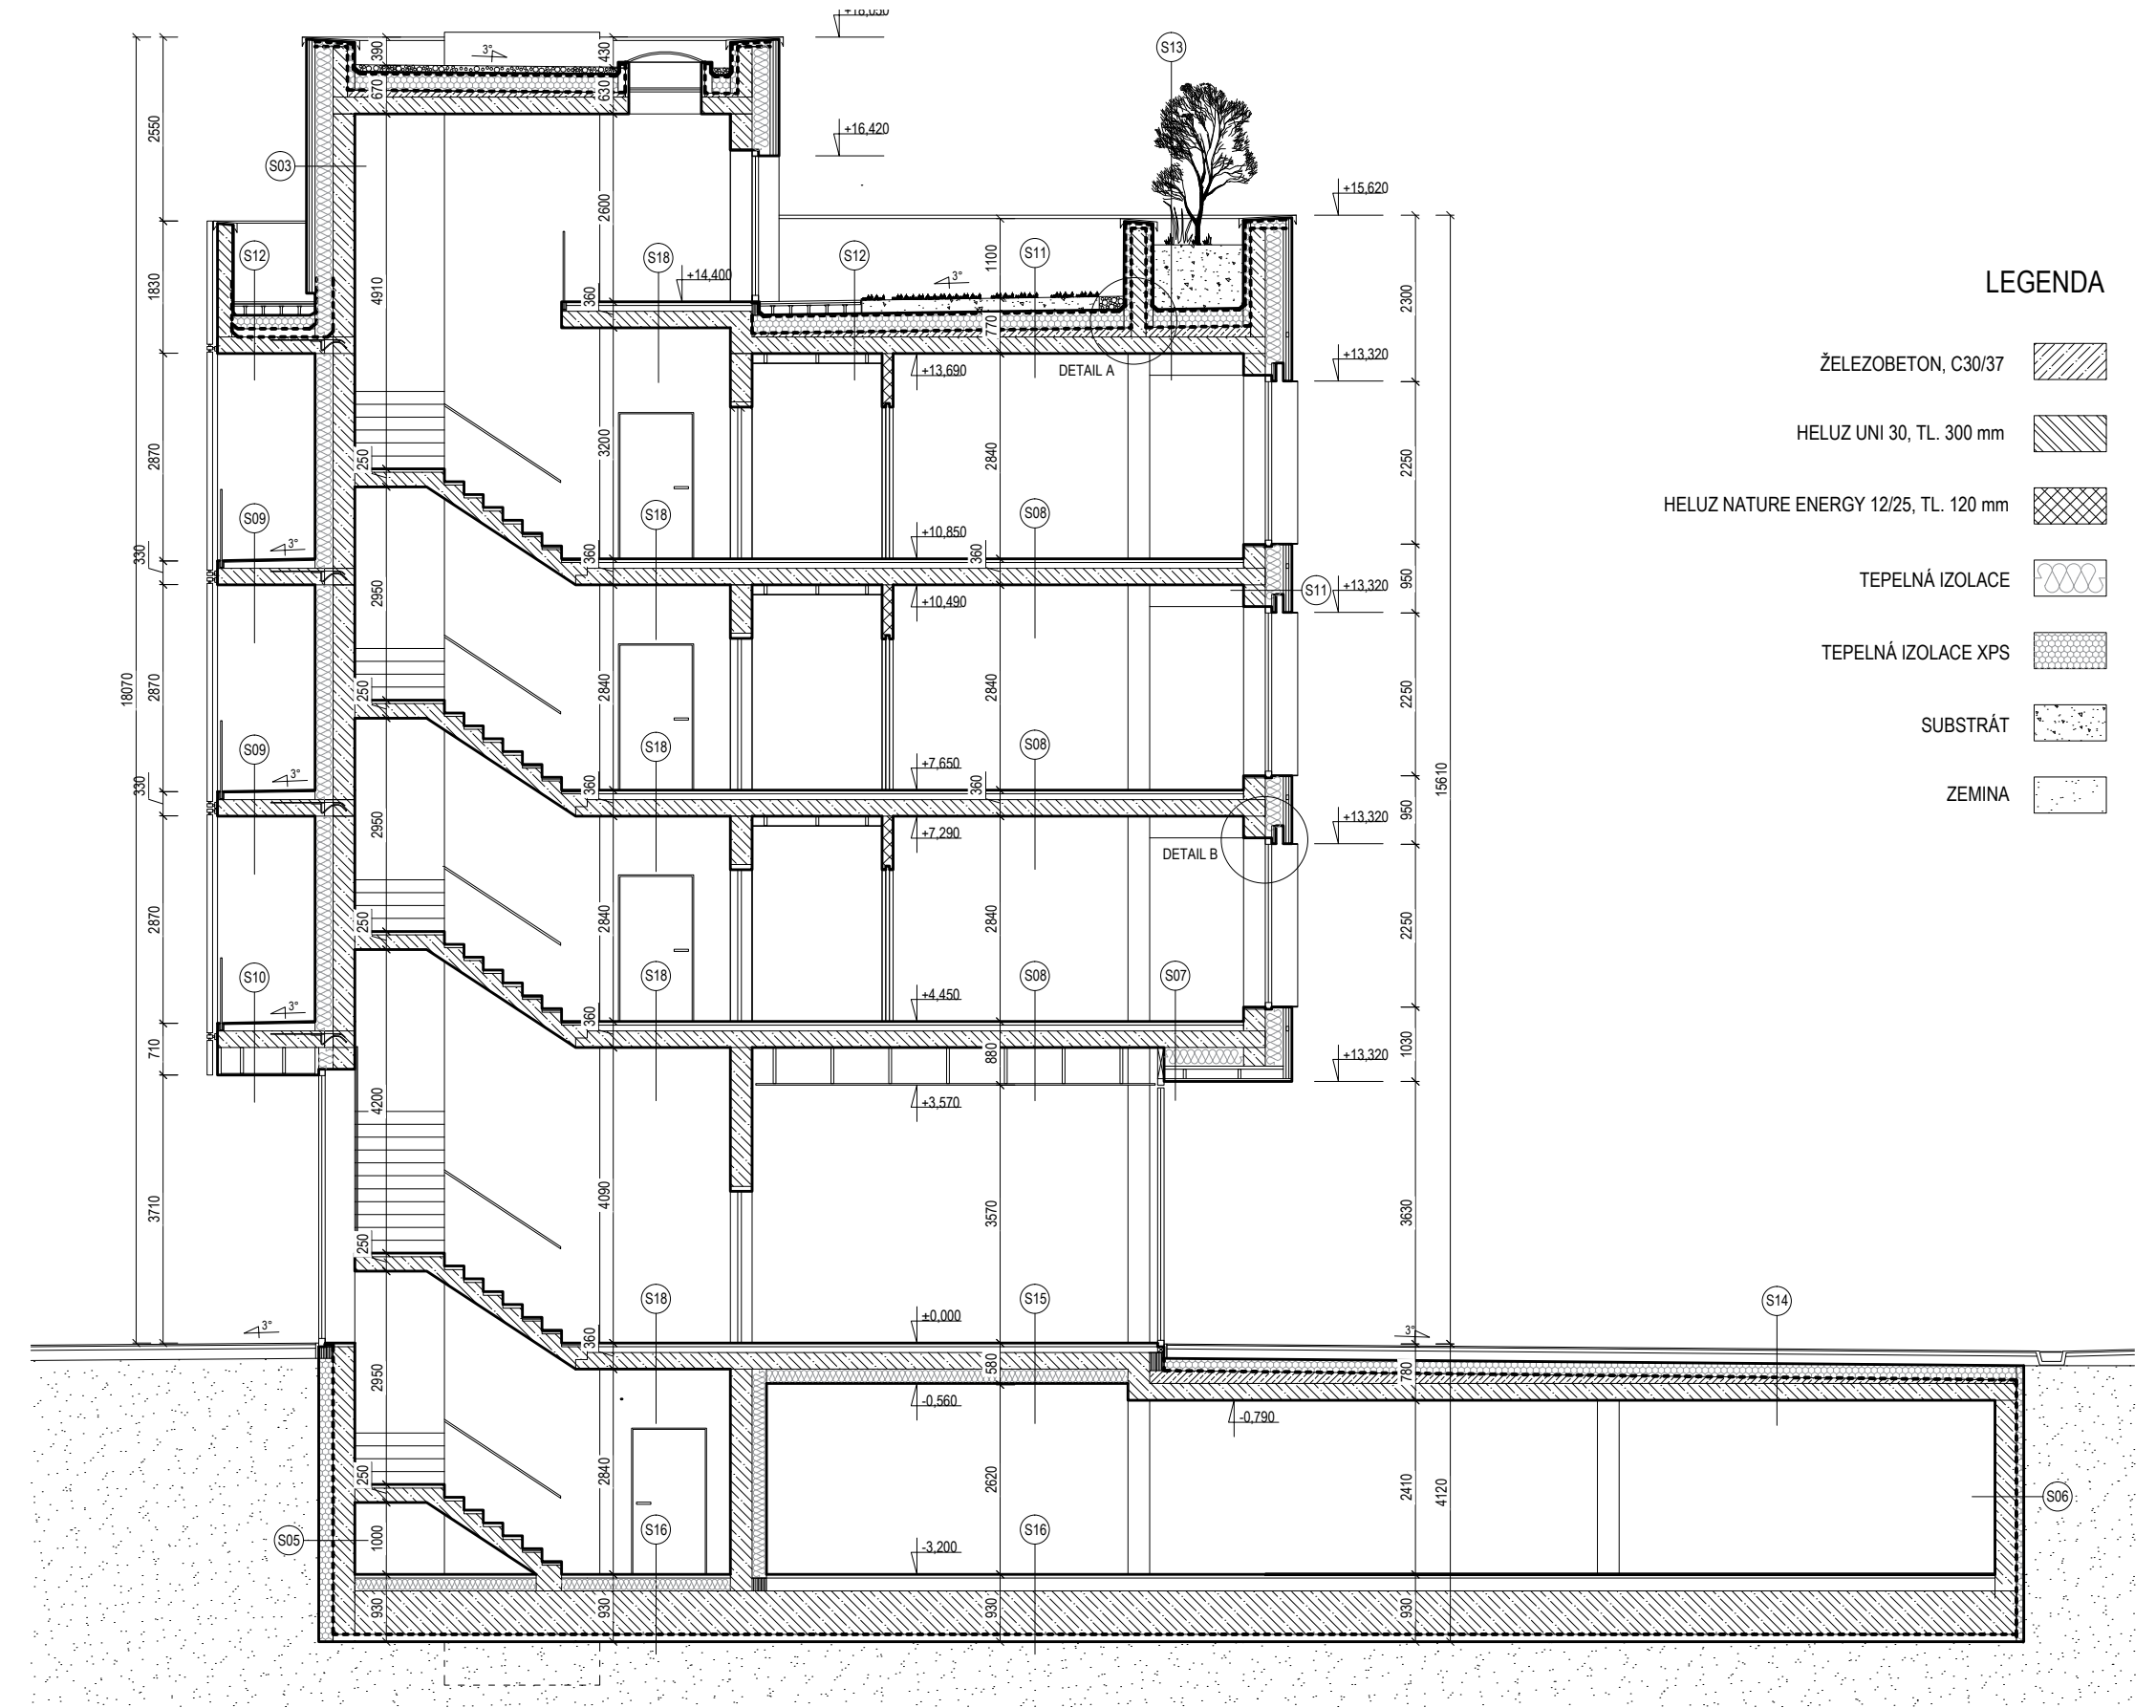 +18,050
390
3°
430
S13
670
630
2550
+16,420
S03
+15,620
2600
S12
S18
S12
S11
1100
+14,400
3°
LEGENDA
1830
4910
360
2300
770
ŽELEZOBETON, C30/37
+13,690
DETAIL A
+13,320
HELUZ UNI 30, TL. 300 mm
2870
250
3200
2840
2250
HELUZ NATURE ENERGY 12/25, TL. 120 mm
S09
S18
S08
3°
+10,850
330
360
360
TEPELNÁ IZOLACE
2950
+10,490
950
S11
+13,320
TEPELNÁ IZOLACE XPS
18070
2870
250
2840
2840
2250
SUBSTRÁT
S09
S18
S08
3°
+7,650
330
360
360
15610
ZEMINA
2950
+7,290
950
+13,320
DETAIL B
2870
250
2840
2840
2250
S10
S18
S08
S07
3°
+4,450
360
710
880
1030
+13,320
4200
+3,570
3710
250
4090
3570
3630
S18
S15
S14
3°
±0,000
3°
360
580
780
2950
-0,560
-0,790
250
2840
2620
2410
4120
S06
S05
1000
S16
S16
-3,200
930
930
930
930